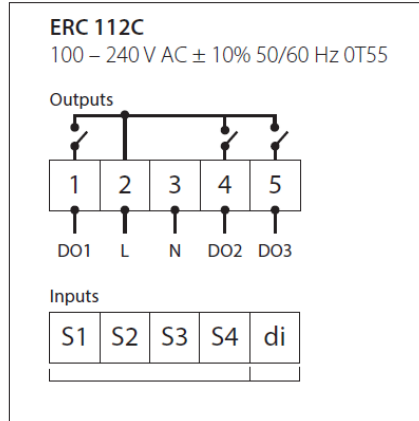 ERC 112C
100 – 240 V AC ± 10% 50/60 Hz 0T55
Outputs
1 2 3 4 5
DO1 L N DO2 DO3
Inputs
S1 S2 S3 S4 di